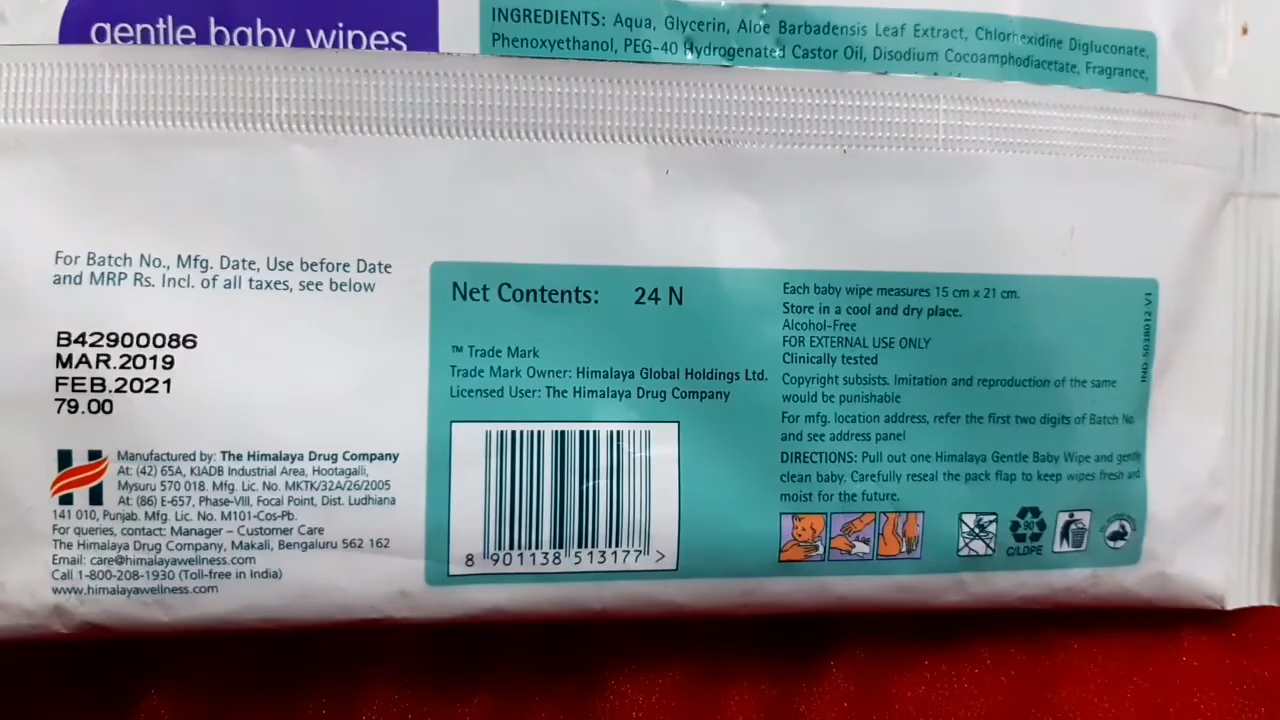 gentle baby wipes
INGREDIENTS: Aqua, Glycerin, Aloe Barbadensis Leaf Extract, Chlorhexidine Digluconate,
Phenoxyethanol, PEG-40 Hydrogenated Castor Oil, Disodium Cocoamphodiacetate, Fragrance,
For Batch No., Mfg. Date, Use before Date
and MRP Rs. Incl. of all taxes, see below
B42900086
MAR.2019
FEB.2021
79.00
Manufactured by: The Himalaya Drug Company
At: (42) 65A, KIADB Industrial Area, Hootagalli,
Mysuru 570 018. Mfg. Lic. No. MKTK/32A/26/2005
At: (86) E-657, Phase-VIII, Focal Point, Dist. Ludhiana
141 010, Punjab. Mfg. Lic. No. M101-Cos-Pb.
For queries, contact: Manager – Customer Care
The Himalaya Drug Company, Makali, Bengaluru 562 162
Email: care@himalayawellness.com
Call 1-800-208-1930 (Toll-free in India)
www.himalayawellness.com
Net Contents: 24 N
™ Trade Mark
Trade Mark Owner: Himalaya Global Holdings Ltd.
Licensed User: The Himalaya Drug Company
8 901138 513177 >
Each baby wipe measures 15 cm x 21 cm.
Store in a cool and dry place.
Alcohol-Free
FOR EXTERNAL USE ONLY
Clinically tested
Copyright subsists. Imitation and reproduction of the same
would be punishable
For mfg. location address, refer the first two digits of Batch No
and see address panel
DIRECTIONS: Pull out one Himalaya Gentle Baby Wipe and gently
clean baby. Carefully reseal the pack flap to keep wipes fresh and
moist for the future.
90
C/LDPE
IND-5038012 V1